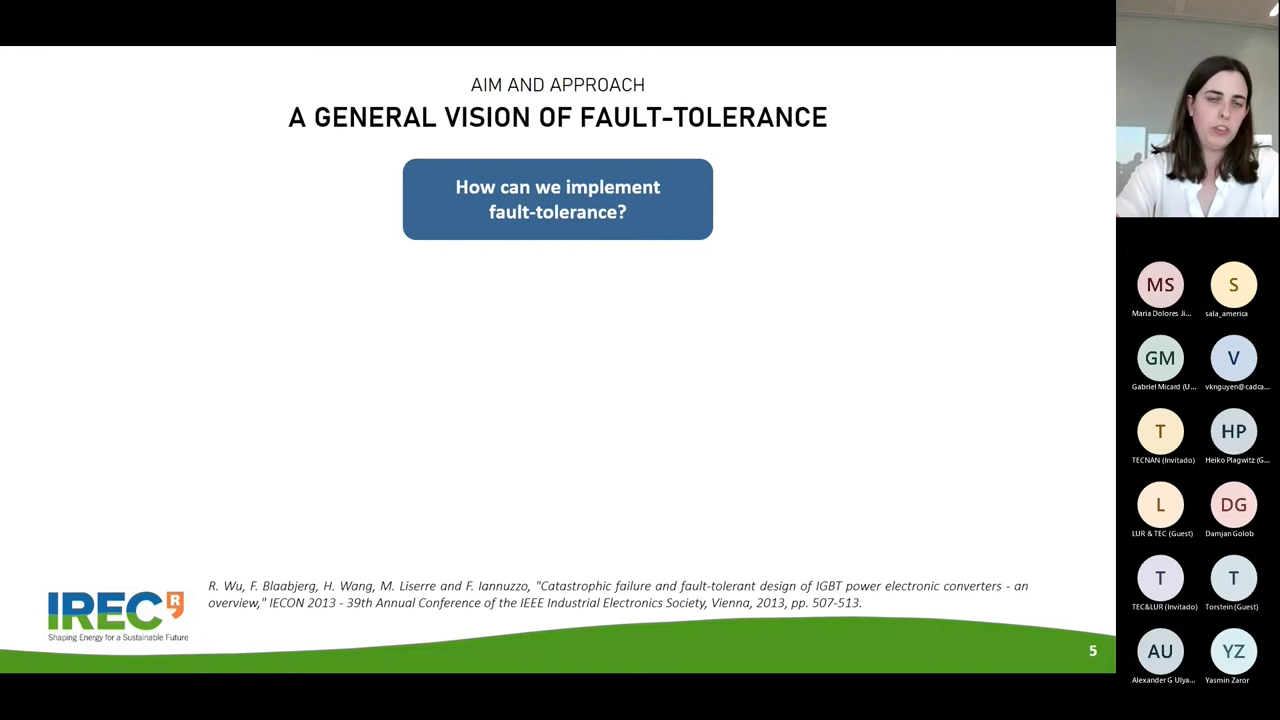 AIM AND APPROACH
A GENERAL VISION OF FAULT-TOLERANCE
How can we implement
fault-tolerance?
R. Wu, F. Blaabjerg, H. Wang, M. Liserre and F. Iannuzzo, "Catastrophic failure and fault-tolerant design of IGBT power electronic converters - an
overview," IECON 2013 - 39th Annual Conference of the IEEE Industrial Electronics Society, Vienna, 2013, pp. 507-513.
IREC R
Shaping Energy for a Sustainable Future
5
MS
S
Maria Dolores Ji...
sala_america
GM
V
Gabriel Micard (U...
vknguyen@cadca...
T
HP
TECNAN (Invitado)
Heiko Plagwitz (G...
L
DG
LUR & TEC (Guest)
Damjan Golob
T
T
TEC&LUR (Invitado)
Torstein (Guest)
AU
YZ
Alexander G Ulya...
Yasmin Zaror